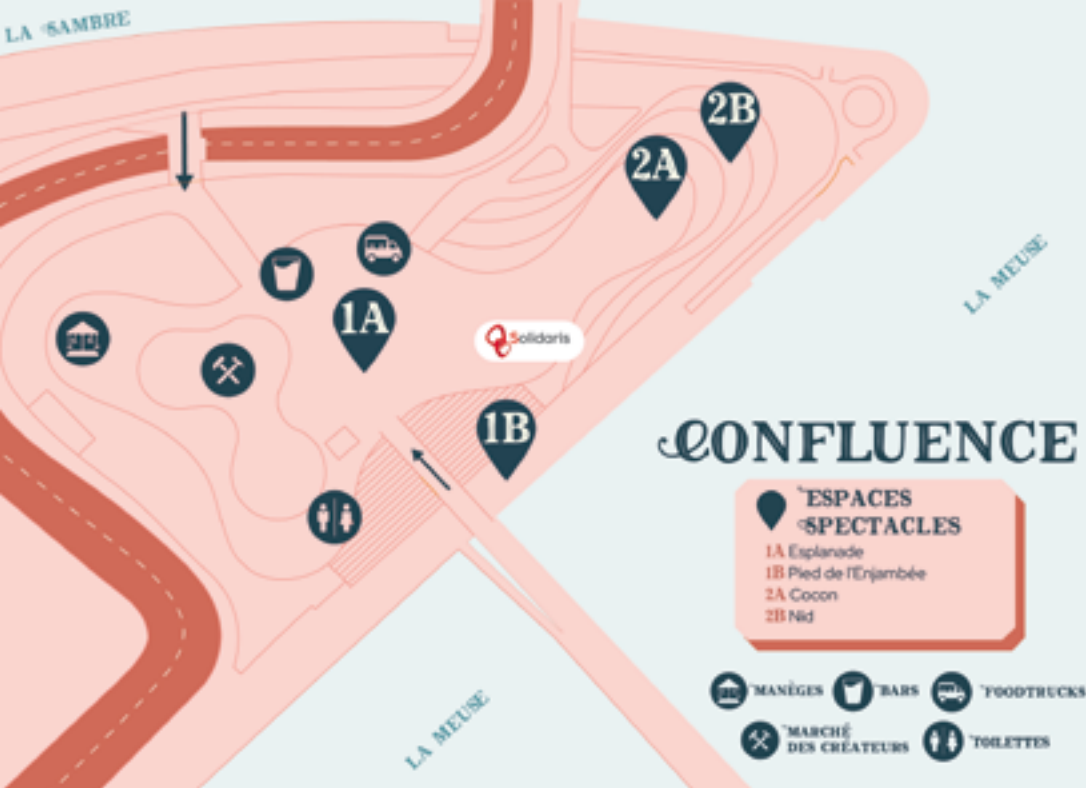 LA SAMBRE
2B
2A
LA MEUSE
1A
Solidaris
1B
CONFLUENCE
ESPACES
SPECTACLES
1A Esplanade
1B Pied de l'Enjambée
2A Cocon
2B Nid
LA MEUSE
MANÈGES
BARS
FOODTRUCKS
MARCHÉ
DES CRÉATEURS
TOILETTES